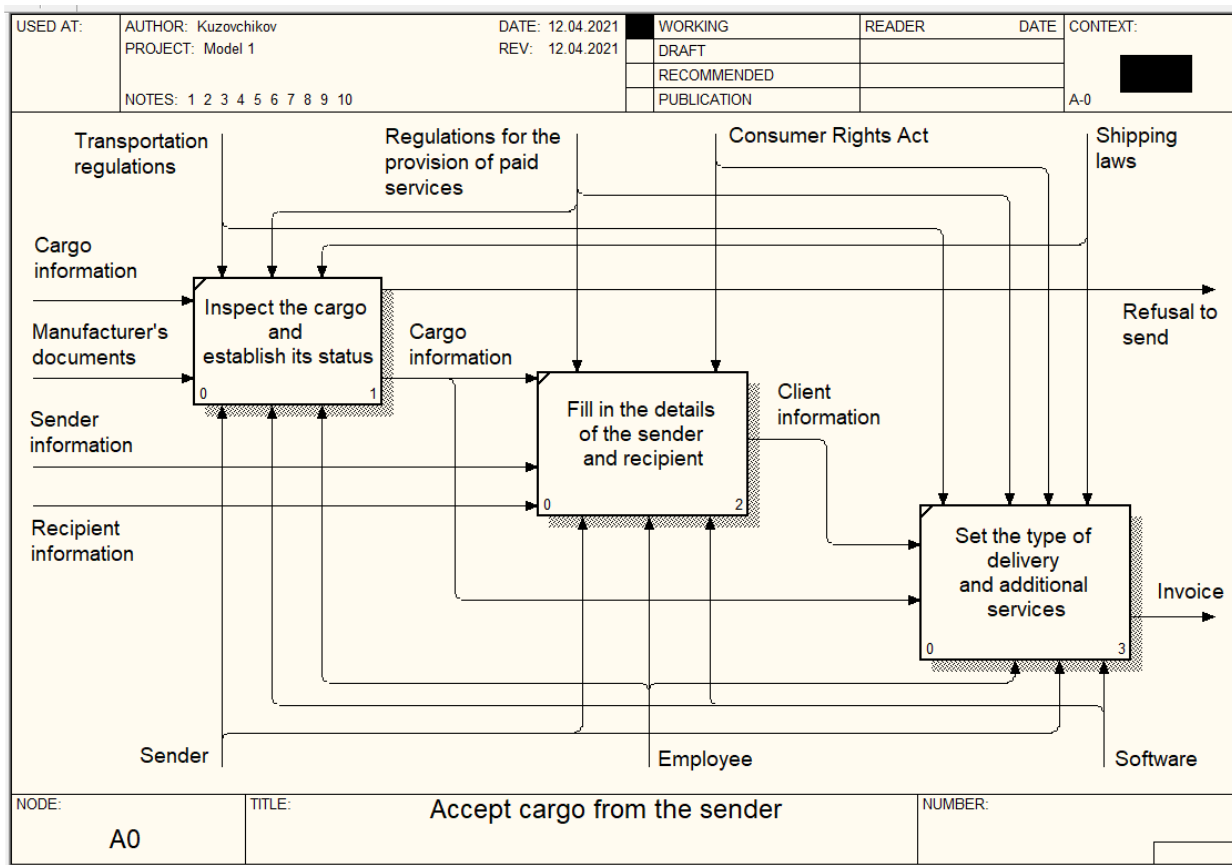 USED AT:
AUTHOR: Kuzovchikov
DATE: 12.04.2021
PROJECT: Model 1
REV: 12.04.2021
NOTES: 1 2 3 4 5 6 7 8 9 10
WORKING
DRAFT
RECOMMENDED
PUBLICATION
READER
DATE
CONTEXT:
A-0
Transportation
regulations
Regulations for the
provision of paid
services
Consumer Rights Act
Shipping
laws
Cargo
information
Manufacturer's
documents
Sender
information
Recipient
information
Inspect the cargo
and
establish its status
0
1
Cargo
information
Refusal to
send
Fill in the details
of the sender
and recipient
0
2
Client
information
Set the type of
delivery
and additional
services
0
3
Invoice
Sender
Employee
Software
NODE:
A0
TITLE:
Accept cargo from the sender
NUMBER: